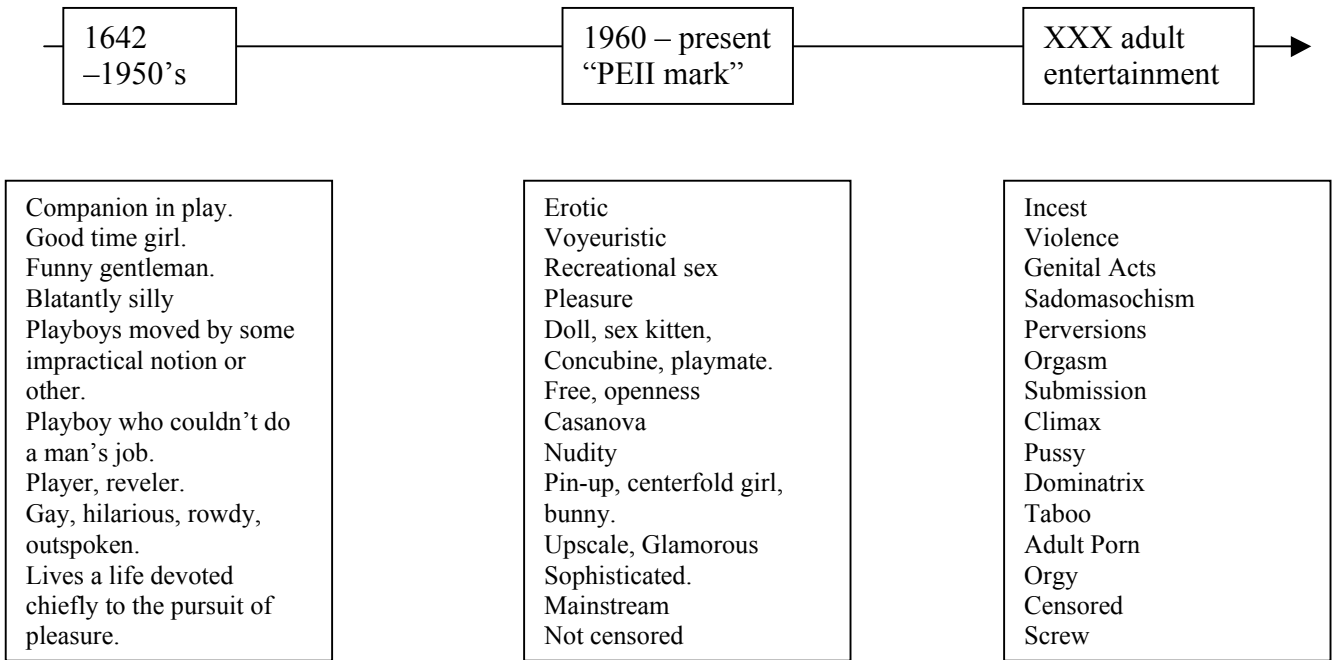 1642
–1950’s
1960 – present
“PEII mark”
XXX adult
entertainment
Companion in play.
Good time girl.
Funny gentleman.
Blatantly silly
Playboys moved by some
impractical notion or
other.
Playboy who couldn’t do
a man’s job.
Player, reveler.
Gay, hilarious, rowdy,
outspoken.
Lives a life devoted
chiefly to the pursuit of
pleasure.
Erotic
Voyeuristic
Recreational sex
Pleasure
Doll, sex kitten,
Concubine, playmate.
Free, openness
Casanova
Nudity
Pin-up, centerfold girl,
bunny.
Upscale, Glamorous
Sophisticated.
Mainstream
Not censored
Incest
Violence
Genital Acts
Sadomasochism
Perversions
Orgasm
Submission
Climax
Pussy
Dominatrix
Taboo
Adult Porn
Orgy
Censored
Screw